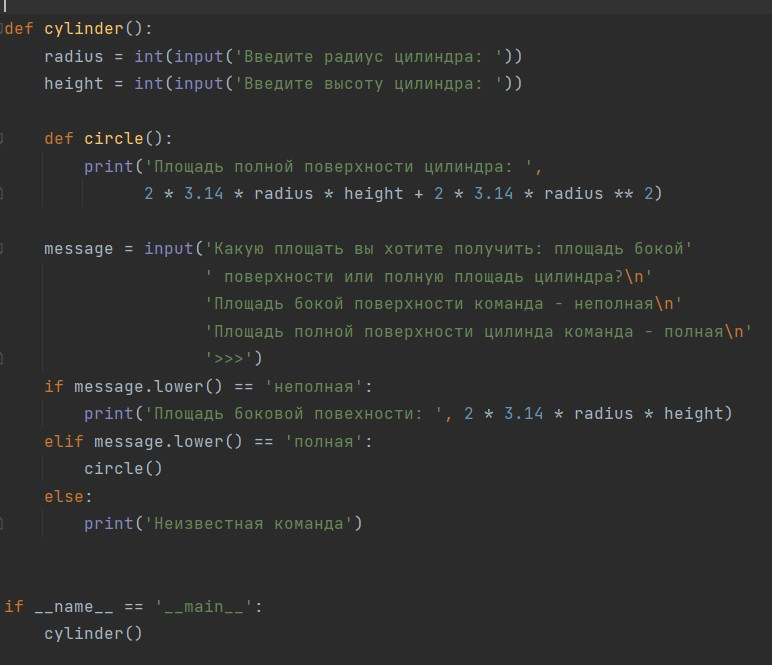 def cylinder():
    radius = int(input('Введите радиус цилиндра: '))
    height = int(input('Введите высоту цилиндра: '))
    def circle():
        print('Площадь полной поверхности цилиндра: ',
              2 * 3.14 * radius * height + 2 * 3.14 * radius ** 2)
    message = input('Какую площать вы хотите получить: площадь бокой'
                    ' поверхности или полную площадь цилиндра?\n'
                    'Площадь бокой поверхности команда - неполная\n'
                    'Площадь полной поверхности цилинда команда - полная\n'
                    '>>>')
    if message.lower() == 'неполная':
        print('Площадь боковой повехности: ', 2 * 3.14 * radius * height)
    elif message.lower() == 'полная':
        circle()
    else:
        print('Неизвестная команда')
if __name__ == '__main__':
    cylinder()